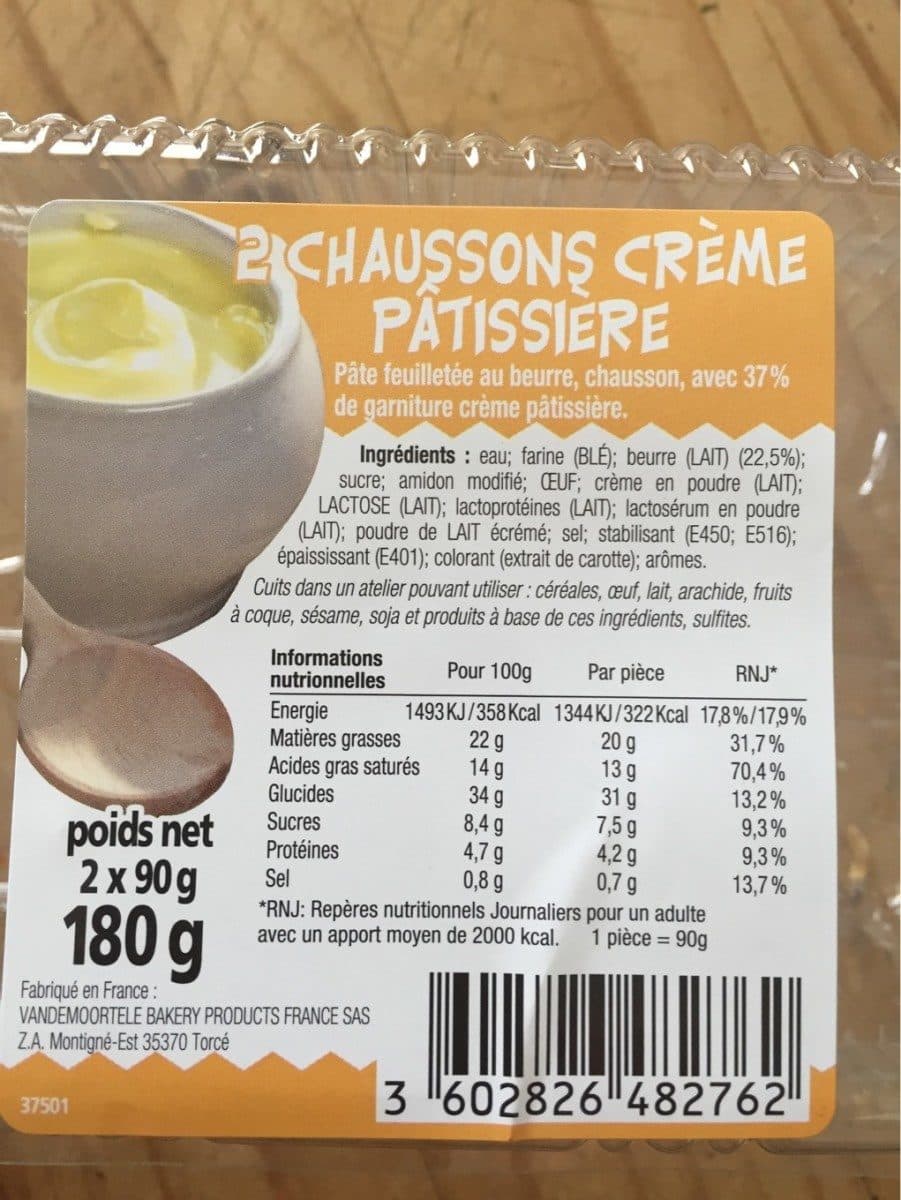 2 CHAUSSONS CRÈME
PÂTISSIÈRE
Pâte feuilletée au beurre, chausson, avec 37%
de garniture crème pâtissière.
Ingrédients : eau; farine (BLÉ); beurre (LAIT) (22,5%);
sucre; amidon modifié; ŒUF; crème en poudre (LAIT);
LACTOSE (LAIT); lactoprotéines (LAIT); lactosérum en poudre
(LAIT); poudre de LAIT écrémé; sel; stabilisant (E450; E516);
épaississant (E401); colorant (extrait de carotte); arômes.
Cuits dans un atelier pouvant utiliser : céréales, œuf, lait, arachide, fruits
à coque, sésame, soja et produits à base de ces ingrédients, sulfites.
Informations
nutrionnelles Pour 100g Par pièce RNJ*
Energie 1493KJ/358Kcal 1344KJ/322Kcal 17,8%/17,9%
Matières grasses 22 g 20 g 31,7%
Acides gras saturés 14 g 13 g 70,4%
Glucides 34 g 31 g 13,2%
Sucres 8,4 g 7,5 g 9,3%
Protéines 4,7 g 4,2 g 9,3%
Sel 0,8 g 0,7 g 13,7%
*RNJ: Repères nutritionnels Journaliers pour un adulte
avec un apport moyen de 2000 kcal. 1 pièce = 90g
poids net
2 x 90g
180 g
Fabriqué en France :
VANDEMOORTELE BAKERY PRODUCTS FRANCE SAS
Z.A. Montigné-Est 35370 Torcé
37501
3 602826 482762